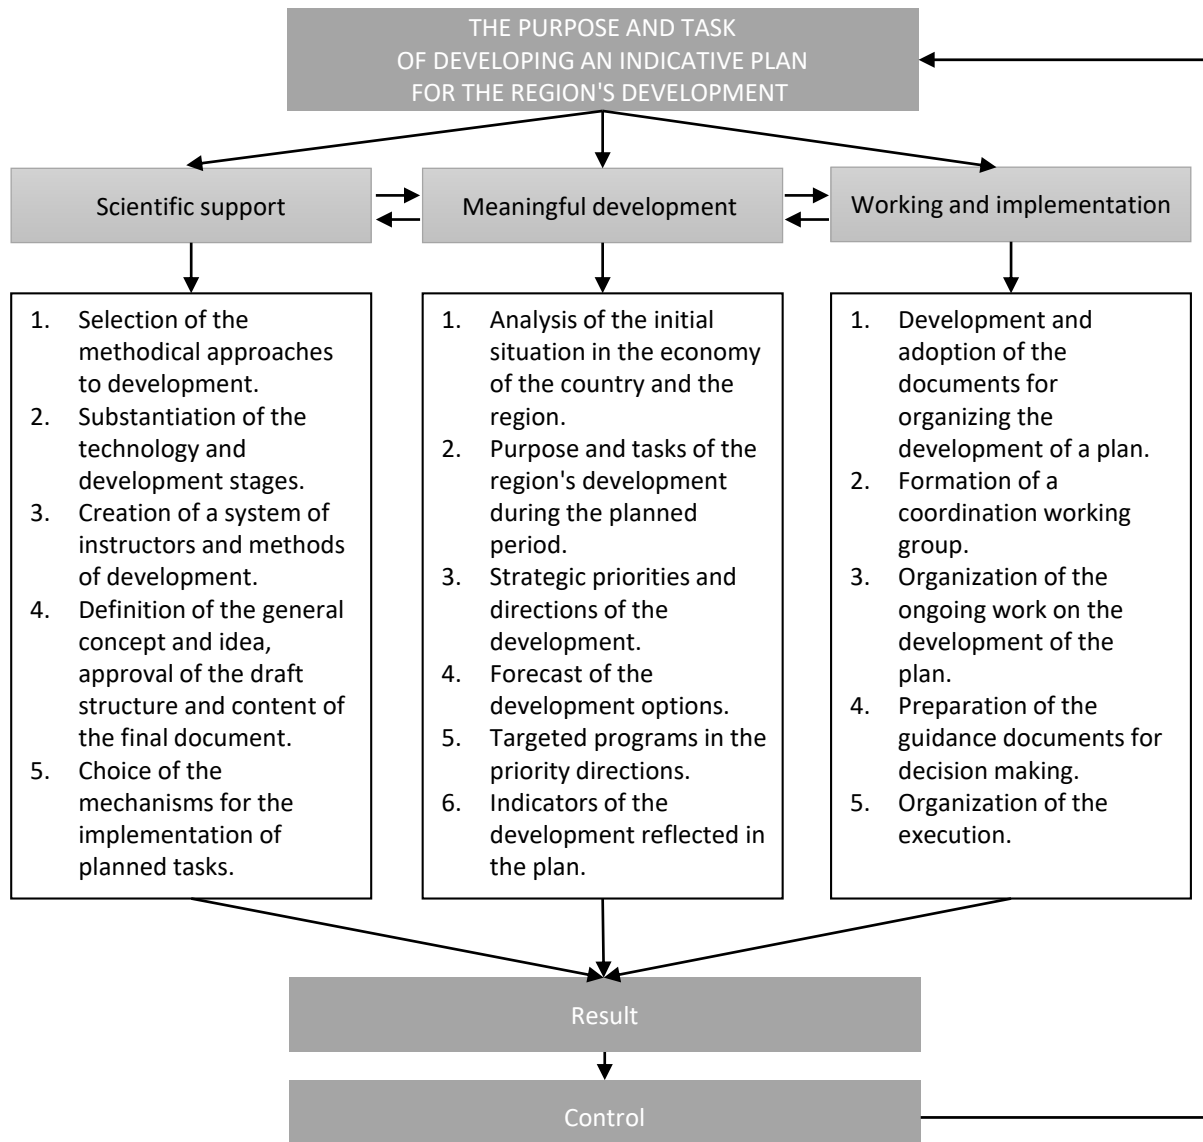 THE PURPOSE AND TASK
OF DEVELOPING AN INDICATIVE PLAN
FOR THE REGION'S DEVELOPMENT
Scientific support
Meaningful development
Working and implementation
1. Selection of the
methodical approaches
to development.
2. Substantiation of the
technology and
development stages.
3. Creation of a system of
instructors and methods
of development.
4. Definition of the general
concept and idea,
approval of the draft
structure and content of
the final document.
5. Choice of the
mechanisms for the
implementation of
planned tasks.
1. Analysis of the initial
situation in the economy
of the country and the
region.
2. Purpose and tasks of the
region's development
during the planned
period.
3. Strategic priorities and
directions of the
development.
4. Forecast of the
development options.
5. Targeted programs in the
priority directions.
6. Indicators of the
development reflected in
the plan.
1. Development and
adoption of the
documents for
organizing the
development of a plan.
2. Formation of a
coordination working
group.
3. Organization of the
ongoing work on the
development of the
plan.
4. Preparation of the
guidance documents for
decision making.
5. Organization of the
execution.
Result
Control